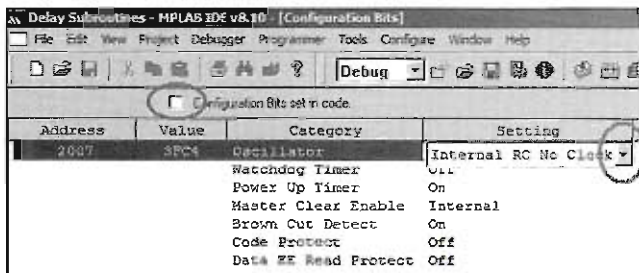 Delay Subroutines - MPLAB IDE v8.10 - [Configuration Bits]
File Edit View Project Debugger Programmer Tools Configure Window Help
Debug
Configuration Bits set in code.
Address Value Category Setting
2007 3FC4 Oscillator Internal RC No Clock
Watchdog Timer Off
Power Up Timer On
Master Clear Enable Internal
Brown Out Detect On
Code Protect Off
Data EE Read Protect Off